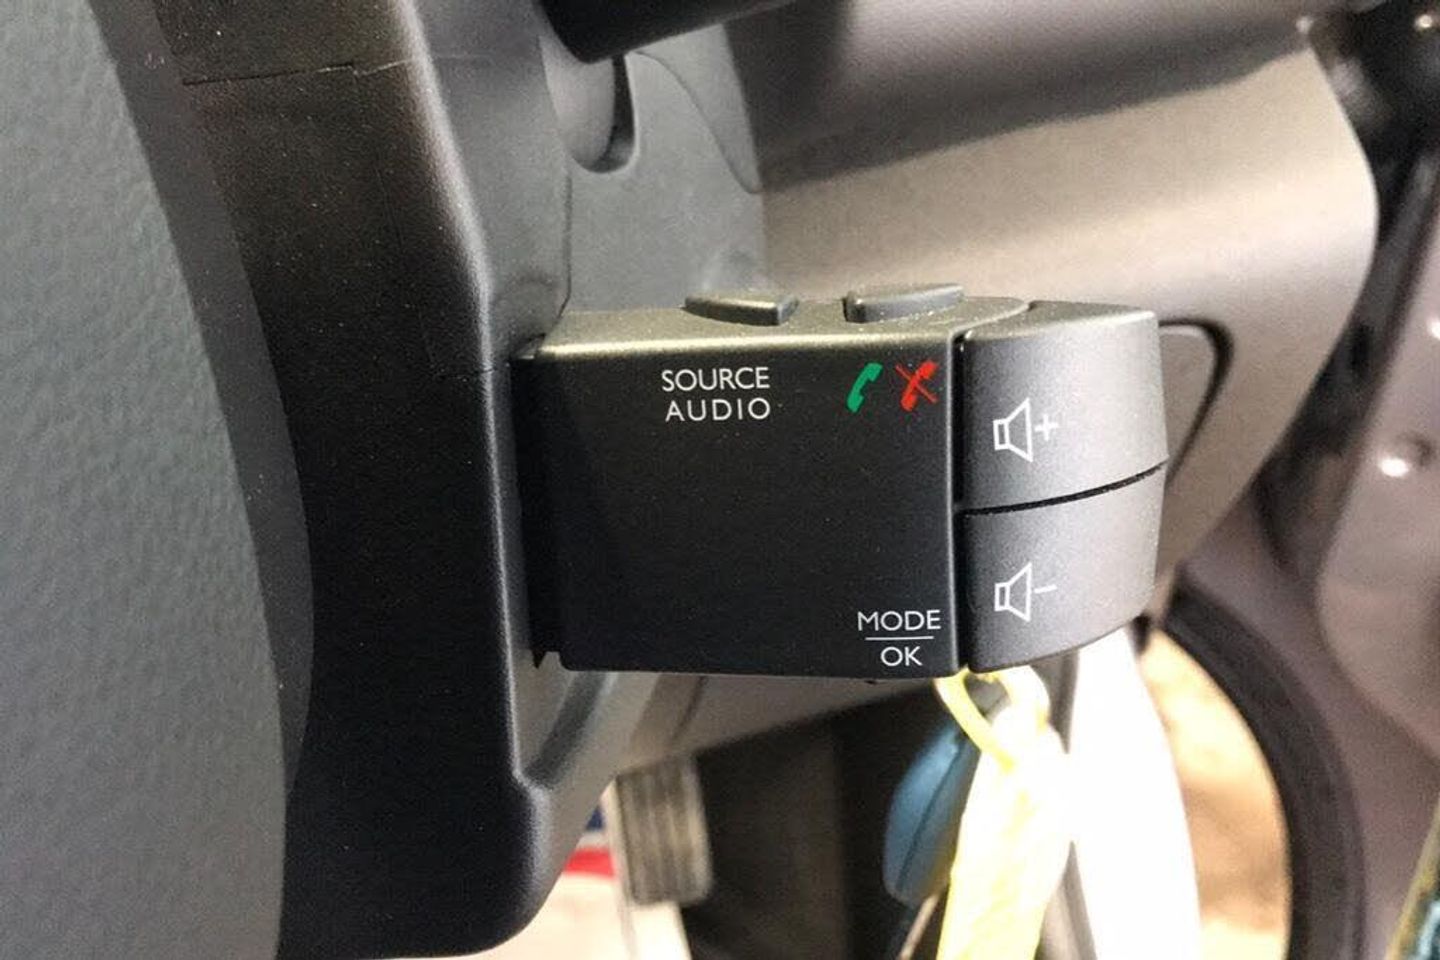 SOURCE
AUDIO
+
-
MODE
OK